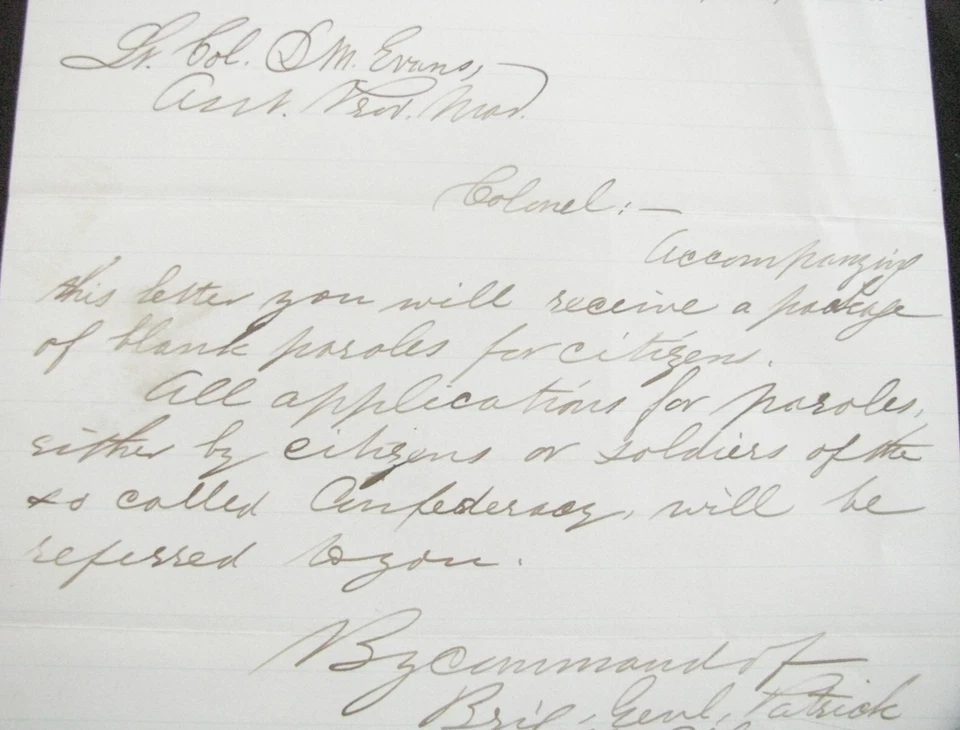 Lt. Col. D M. Evans,—
Asst. Prov. Mar.
Colonel:—
Accompanying
this letter you will receive a package
of blank paroles for citizens.
All applications for paroles,
either by citizens or soldiers of the
so called Confederacy, will be
referred to you.
By command of
Brig. Genl. Patrick